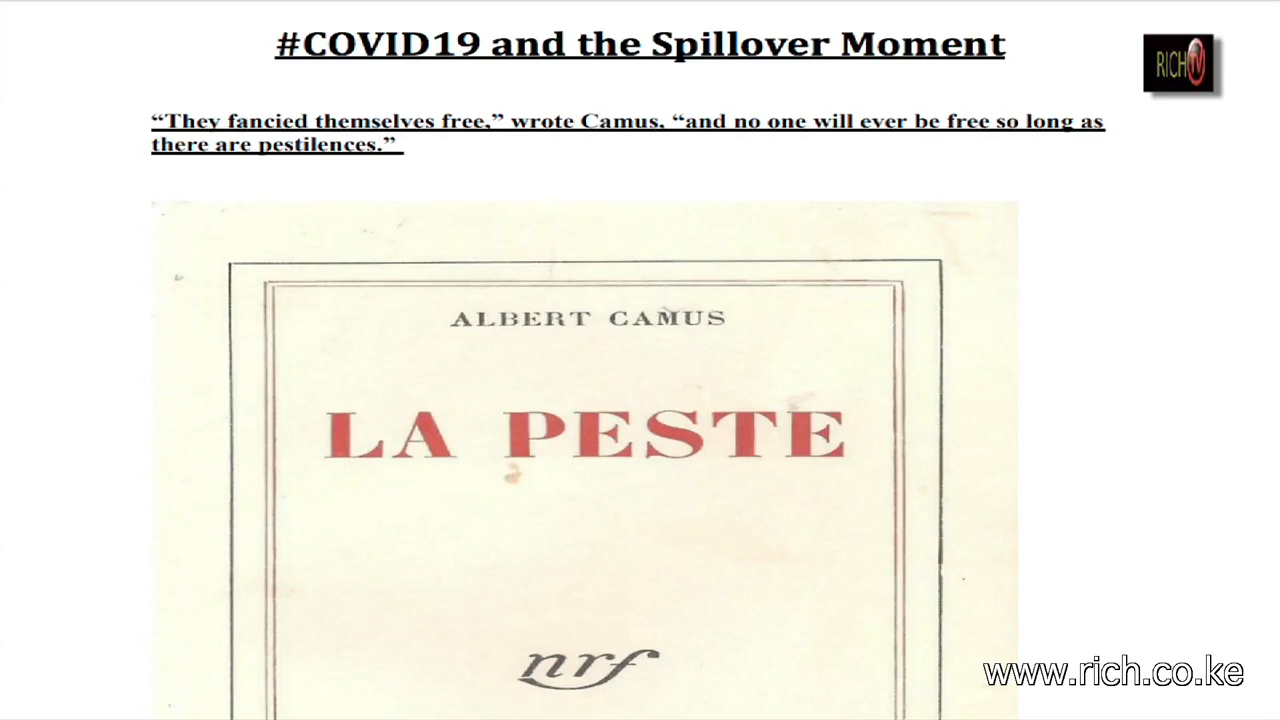 #COVID19 and the Spillover Moment
RICH TV
“They fancied themselves free,” wrote Camus, “and no one will ever be free so long as
there are pestilences.”
ALBERT CAMUS
LA PESTE
nrf
www.rich.co.ke